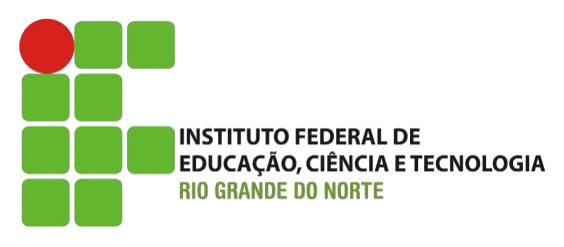 INSTITUTO FEDERAL DE
EDUCAÇÃO, CIÊNCIA E TECNOLOGIA
RIO GRANDE DO NORTE